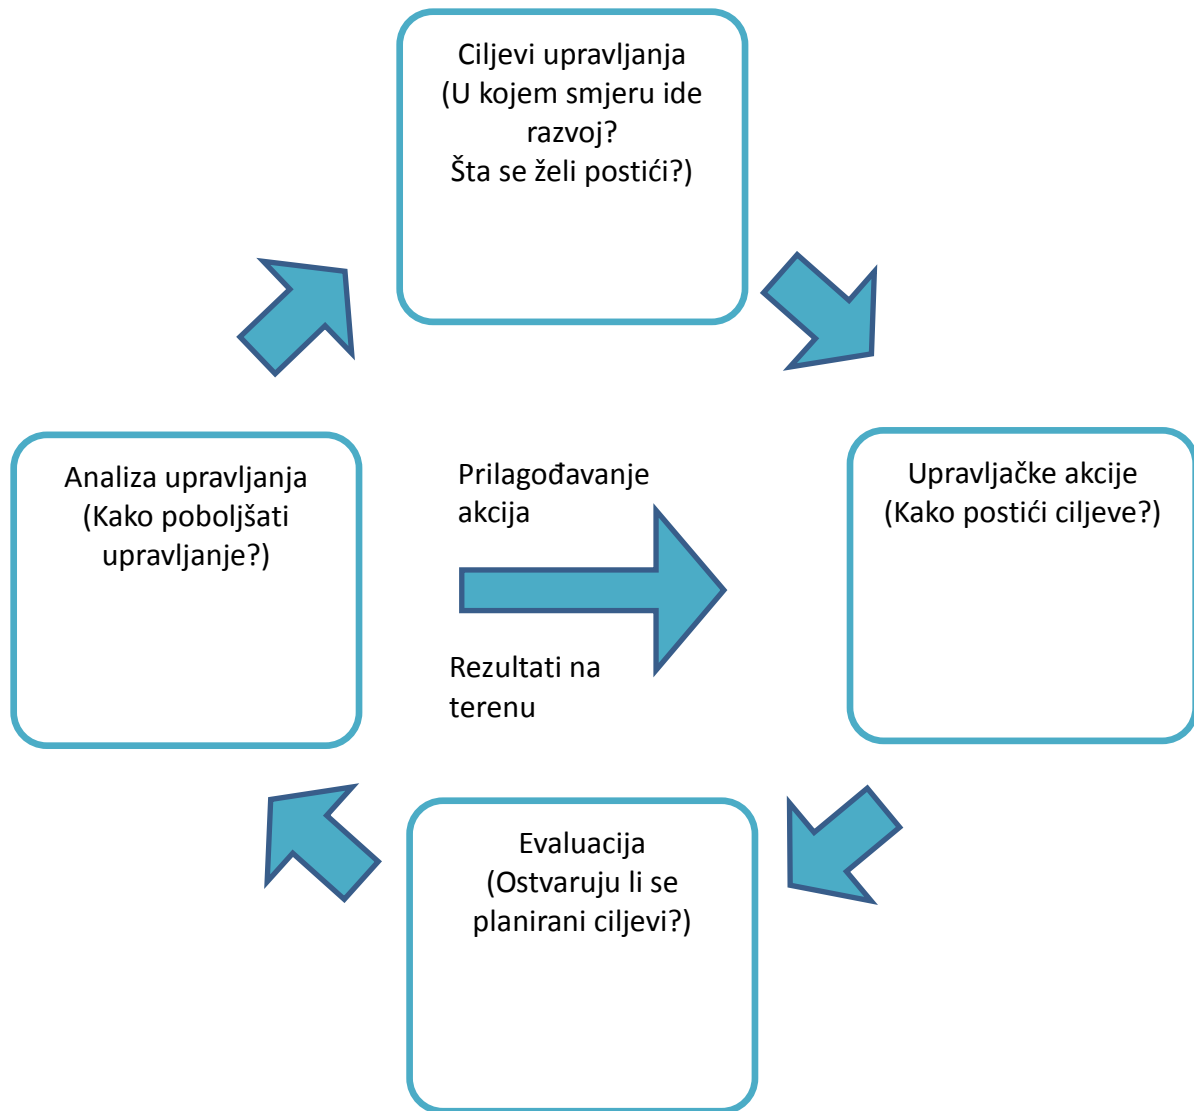 Ciljevi upravljanja
(U kojem smjeru ide
razvoj?
Šta se želi postići?)
Analiza upravljanja
(Kako poboljšati
upravljanje?)
Prilagođavanje
akcija
Rezultati na
terenu
Upravljačke akcije
(Kako postići ciljeve?)
Evaluacija
(Ostvaruju li se
planirani ciljevi?)